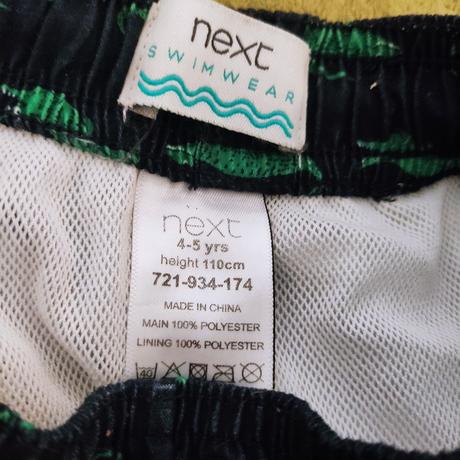 next
SWIMWEAR
next
4-5 yrs
height 110cm
721-934-174
MADE IN CHINA
MAIN 100% POLYESTER
LINING 100% POLYESTER
40